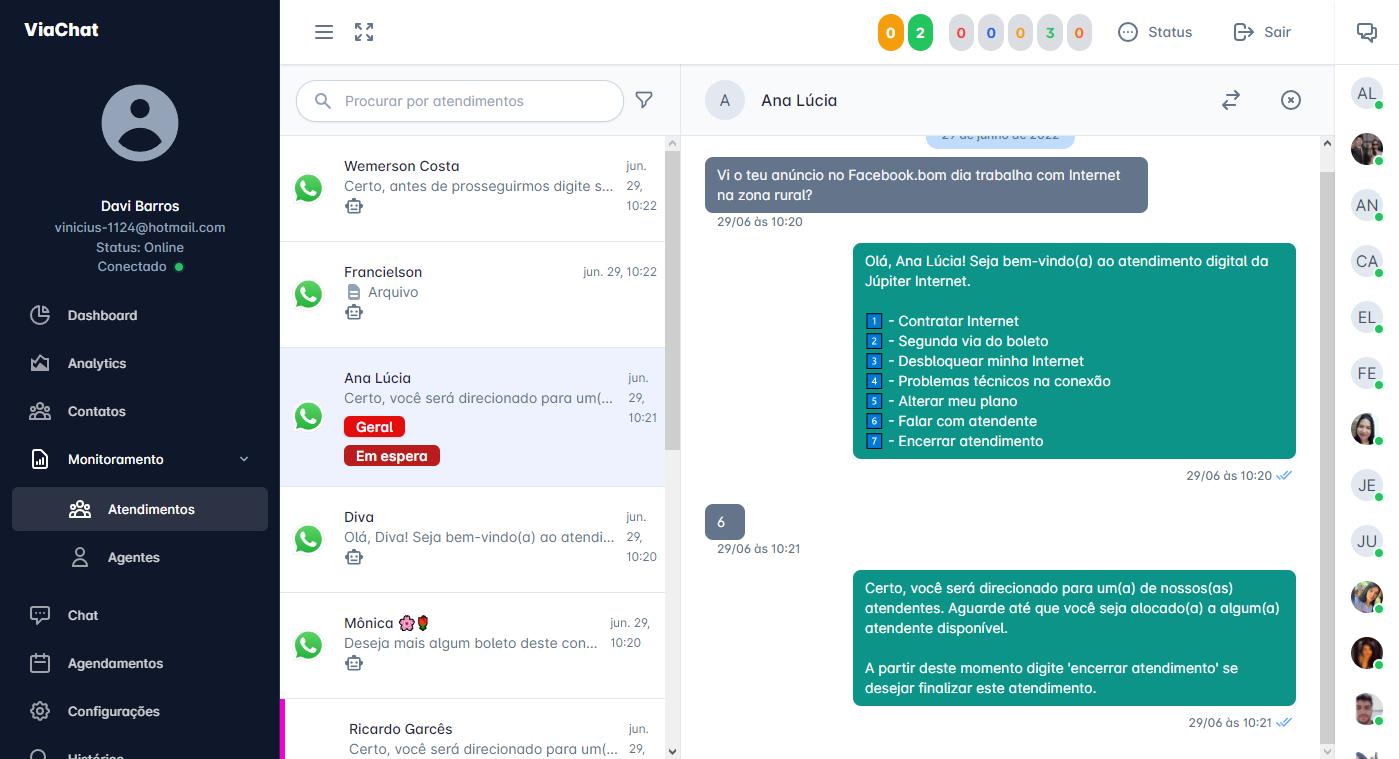 ViaChat
Davi Barros
vinicius-1124@hotmail.com
Status: Online
Conectado
Dashboard
Analytics
Contatos
Monitoramento
Atendimentos
Agentes
Chat
Agendamentos
Configurações
Histórico
0 2 0 0 0 3 0
Status
Sair
Procurar por atendimentos
Wemerson Costa
jun. 29, 10:22
Certo, antes de prosseguirmos digite s...
Francielson
jun. 29, 10:22
Arquivo
Ana Lúcia
jun. 29, 10:21
Certo, você será direcionado para um(...
Geral
Em espera
Diva
jun. 29, 10:20
Olá, Diva! Seja bem-vindo(a) ao atendi...
Mônica 🌸🌹
jun. 29, 10:20
Deseja mais algum boleto deste con...
Ricardo Garcês
jun. 29,
Certo, você será direcionado para um(...
A
Ana Lúcia
29 de junho de 2022
Vi o teu anúncio no Facebook.bom dia trabalha com Internet
na zona rural?
29/06 às 10:20
Olá, Ana Lúcia! Seja bem-vindo(a) ao atendimento digital da
Júpiter Internet.
1 - Contratar Internet
2 - Segunda via do boleto
3 - Desbloquear minha Internet
4 - Problemas técnicos na conexão
5 - Alterar meu plano
6 - Falar com atendente
7 - Encerrar atendimento
29/06 às 10:20
6
29/06 às 10:21
Certo, você será direcionado para um(a) de nossos(as)
atendentes. Aguarde até que você seja alocado(a) a algum(a)
atendente disponível.
A partir deste momento digite 'encerrar atendimento' se
desejar finalizar este atendimento.
29/06 às 10:21
AL
AN
CA
EL
FE
JE
JU